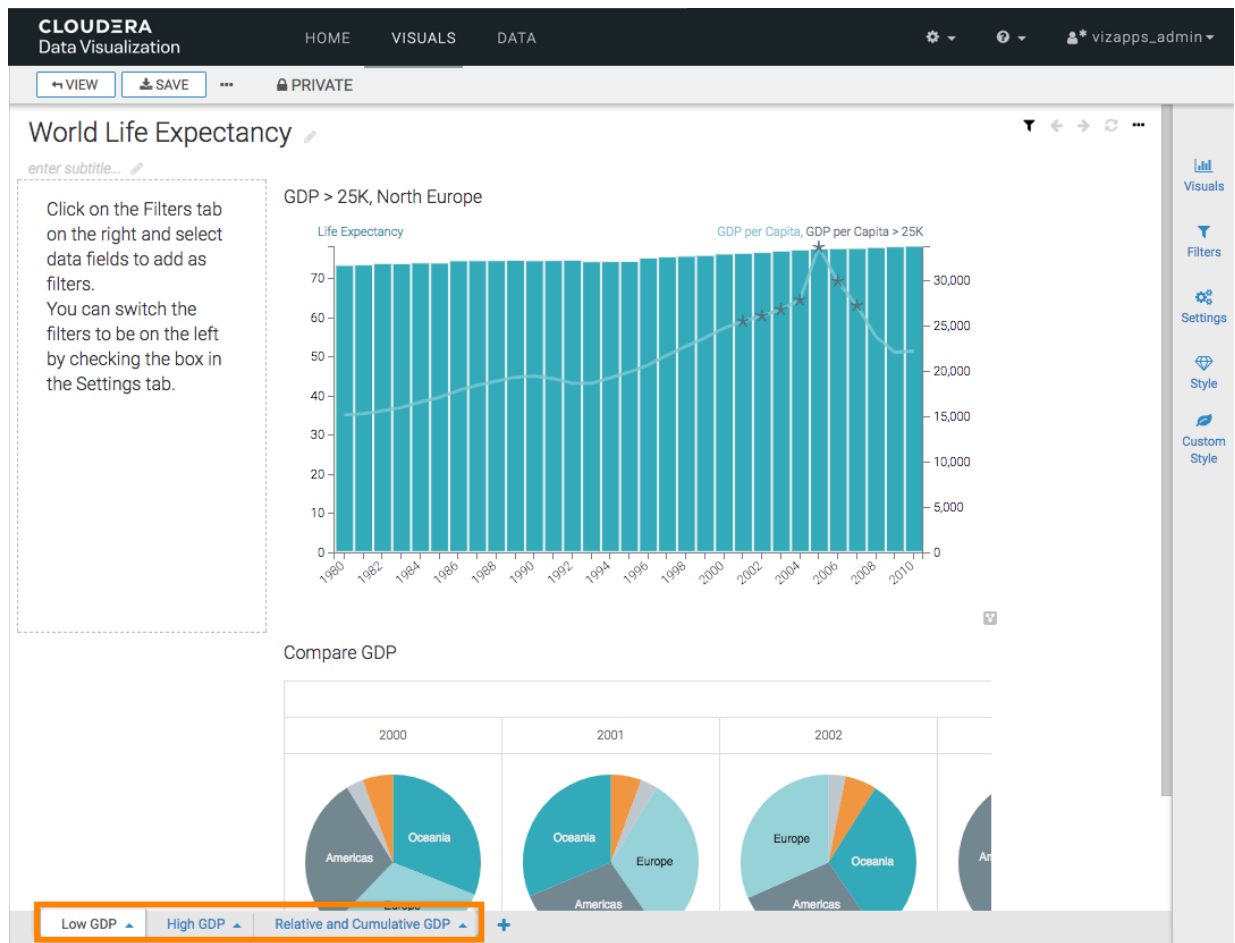 CLOUDERA
Data Visualization
HOME VISUALS DATA
vizapps_admin
VIEW SAVE PRIVATE
World Life Expectancy
enter subtitle...
Click on the Filters tab
on the right and select
data fields to add as
filters.
You can switch the
filters to be on the left
by checking the box in
the Settings tab.
GDP > 25K, North Europe
Life Expectancy
GDP per Capita, GDP per Capita > 25K
70
60
50
40
30
20
10
0
30,000
25,000
20,000
15,000
10,000
5,000
0
1980 1982 1984 1986 1988 1990 1992 1994 1996 1998 2000 2002 2004 2006 2008 2010
Compare GDP
2000 2001 2002
Oceania
Americas
Europe
Oceania
Europe
Americas
Europe
Oceania
Americas
Visuals
Filters
Settings
Style
Custom
Style
Low GDP High GDP Relative and Cumulative GDP +